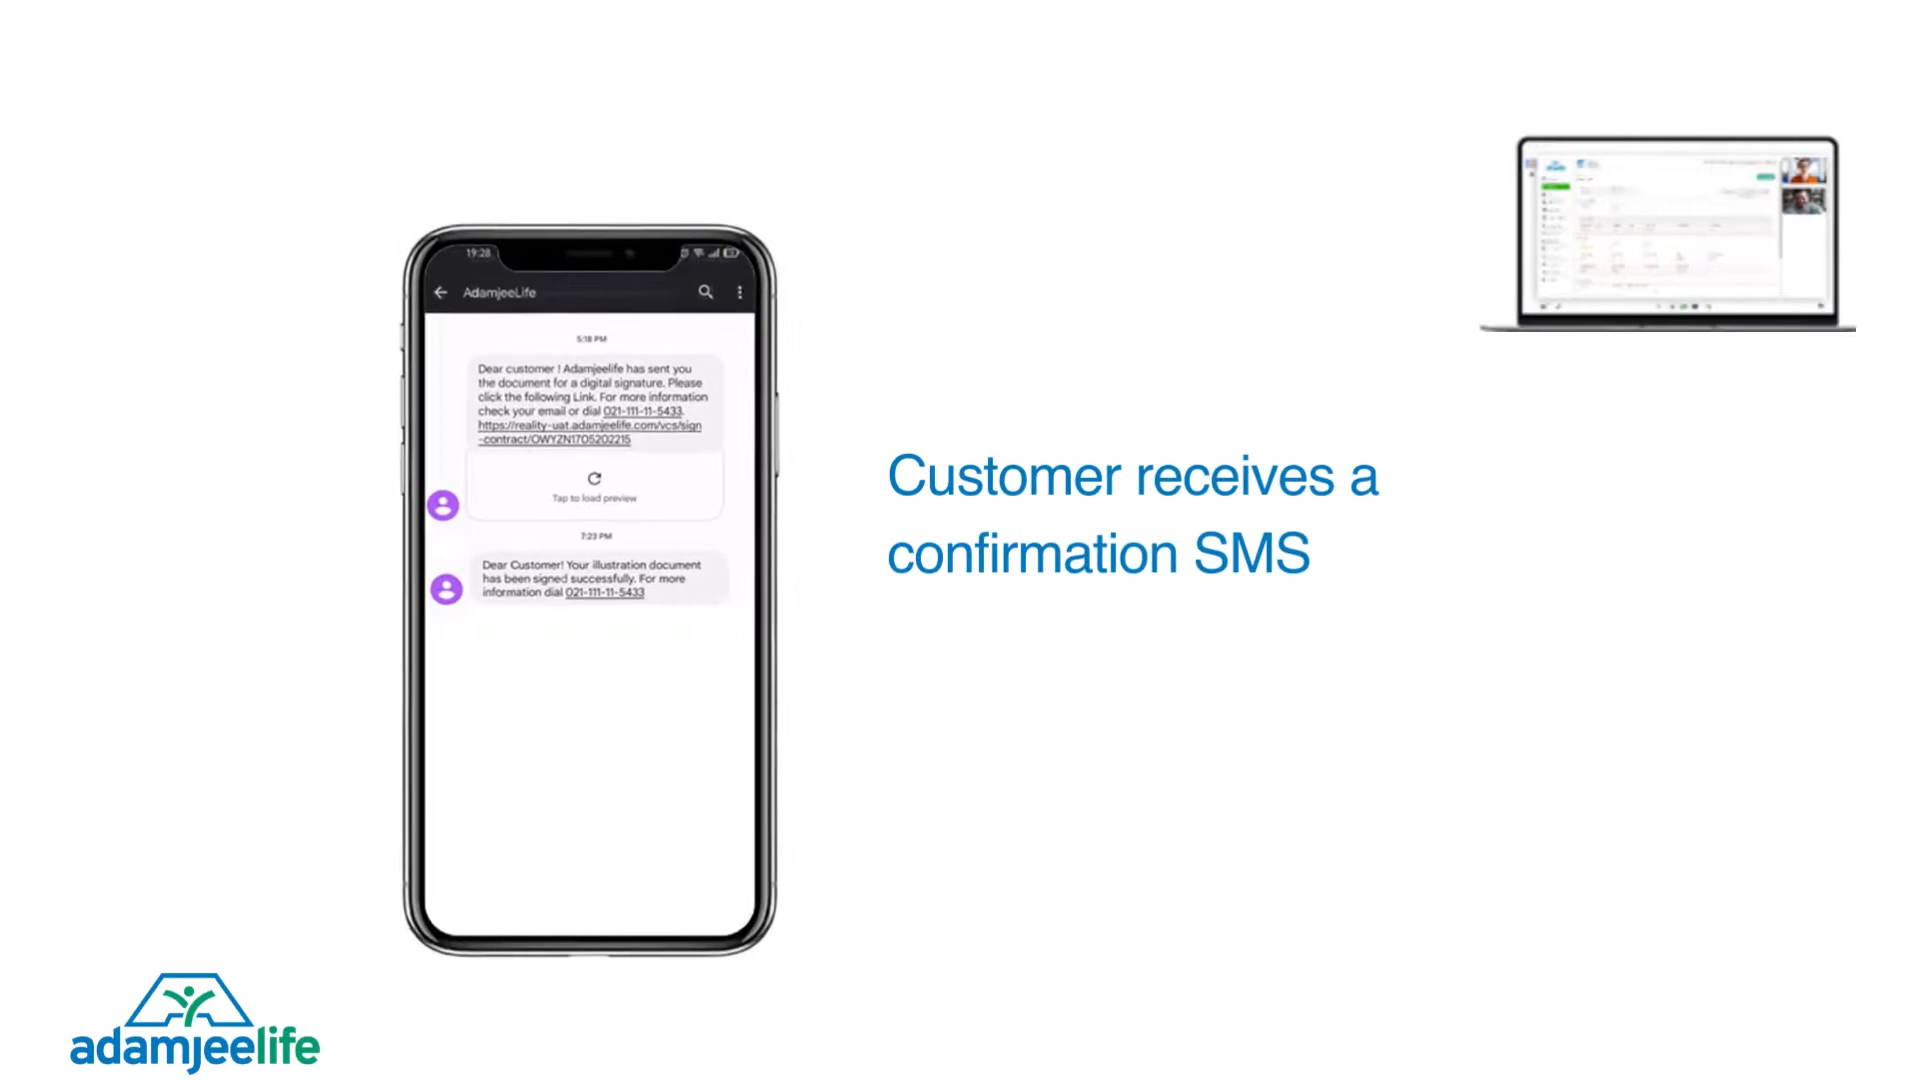 19:28
AdamjeeLife
5:18 PM
Dear customer ! Adamjeelife has sent you
the document for a digital signature. Please
click the following Link. For more information
check your email or dial 021-111-11-5433.
https://reality-uat.adamjeelife.com/vcs/sign
-contract/OWYZN1705202215
Tap to load preview
7:23 PM
Dear Customer! Your illustration document
has been signed successfully. For more
information dial 021-111-11-5433
Customer receives a
confirmation SMS
adamjeelife